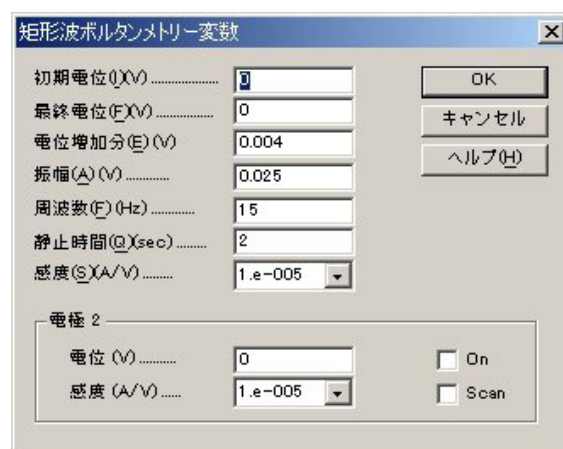 矩形波ボルタンメトリー変数
初期電位(I)(V) .................. 0
OK
最終電位(F)(V) ............... 0
キャンセル
電位増加分(E) (V) 0.004
ヘルプ(H)
振幅(A) (V) ........... 0.025
周波数(F) (Hz) ........... 15
静止時間(Q)(sec) ........ 2
感度(S)(A/V) ........ 1.e-005
電極 2
電位 (V) ......... 0
On
感度 (A/V) ..... 1.e-005
Scan